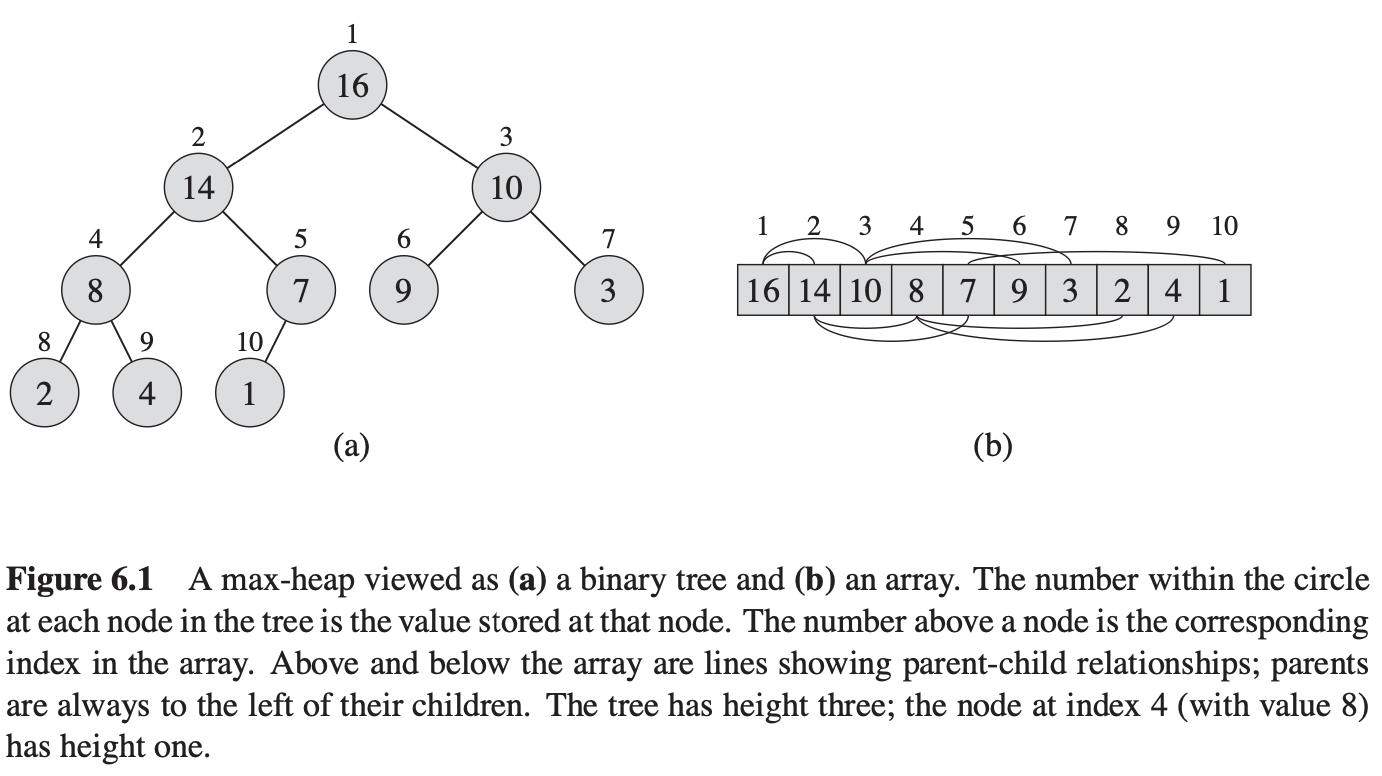 1
16
2 3
14 10
4 5 6 7
8 7 9 3
8 9 10
2 4 1
(a)
1 2 3 4 5 6 7 8 9 10
16 14 10 8 7 9 3 2 4 1
(b)
Figure 6.1 A max-heap viewed as (a) a binary tree and (b) an array. The number within the circle
at each node in the tree is the value stored at that node. The number above a node is the corresponding
index in the array. Above and below the array are lines showing parent-child relationships; parents
are always to the left of their children. The tree has height three; the node at index 4 (with value 8)
has height one.